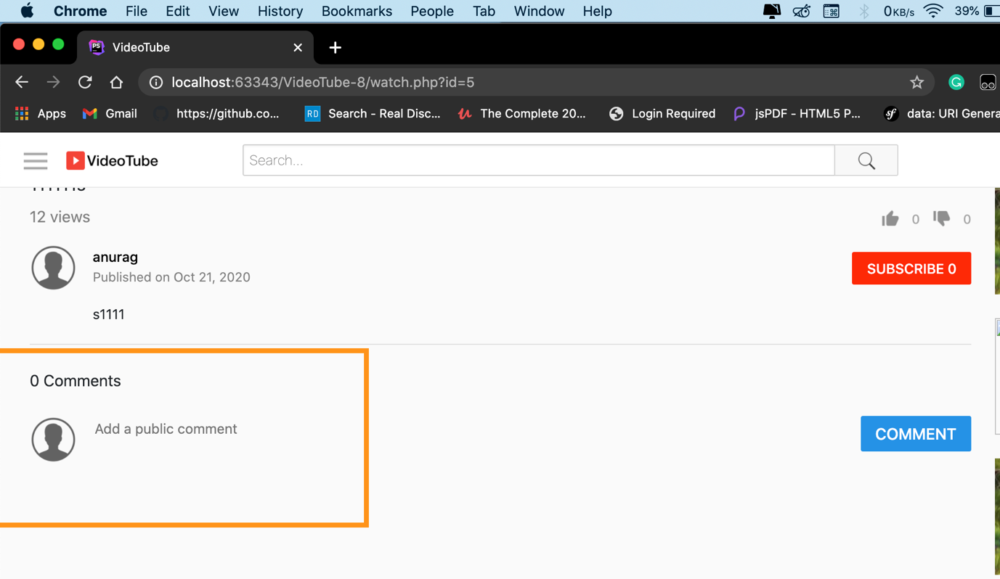 Chrome File Edit View History Bookmarks People Tab Window Help 0KB/s 39%
PS VideoTube
localhost:63343/VideoTube-8/watch.php?id=5
Apps Gmail https://github.co... RD Search - Real Disc... The Complete 20... Login Required jsPDF - HTML5 P... sf data: URI Genera
VideoTube Search...
12 views 0 0
anurag
Published on Oct 21, 2020
SUBSCRIBE 0
s1111
0 Comments
Add a public comment
COMMENT